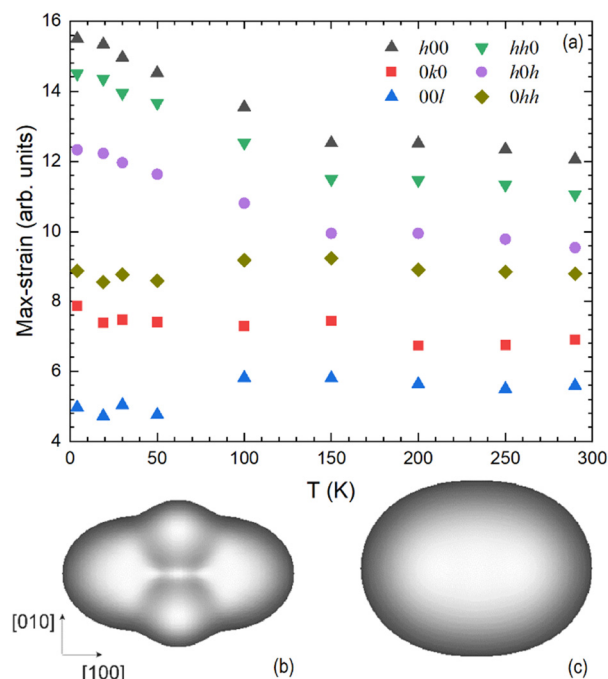 (a)
16
14
12
10
8
6
4
Max-strain (arb. units)
h00
hh0
0k0
h0h
00l
0hh
0 50 100 150 200 250 300
T (K)
[010]
[100]
(b)
(c)